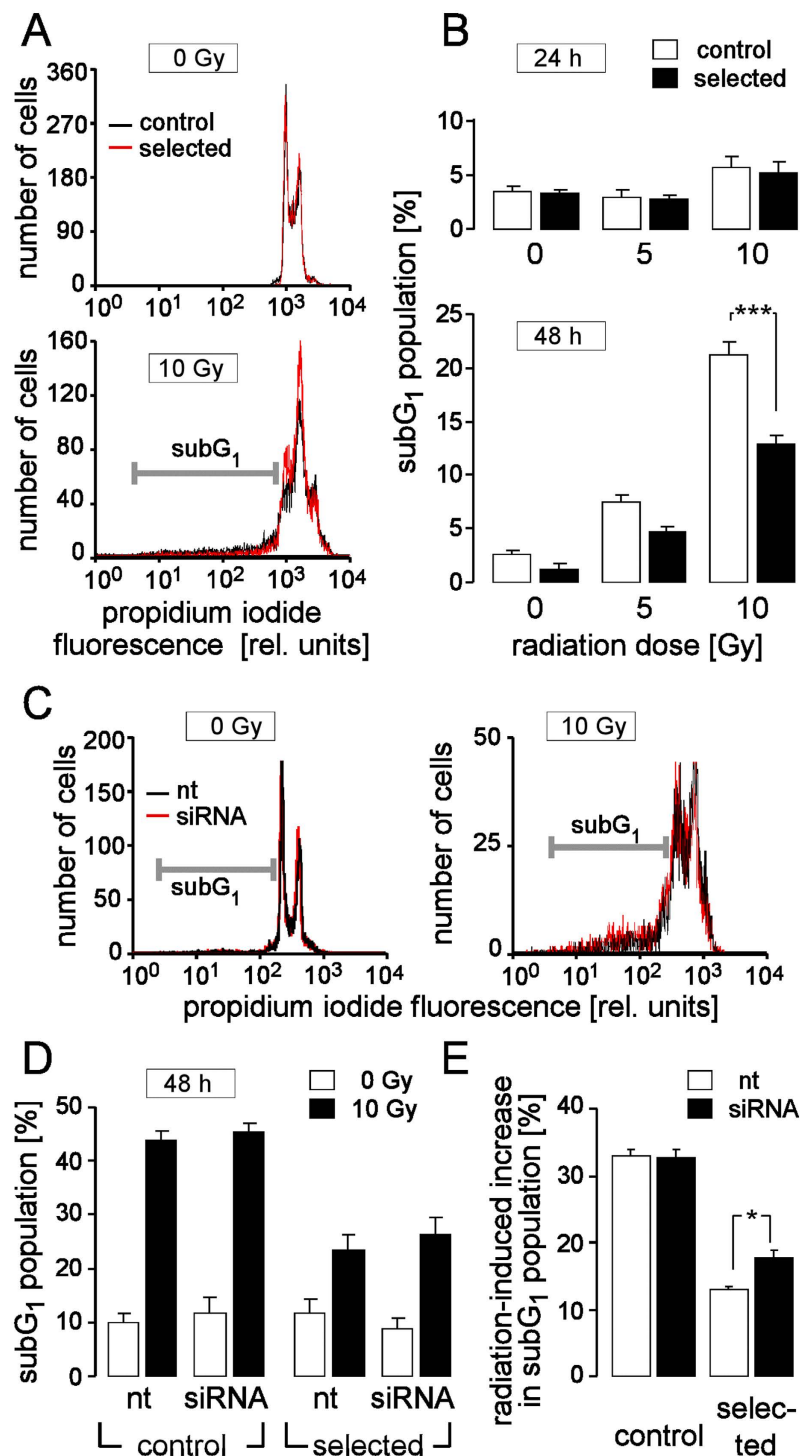 A
0 Gy
number of cells
360
270
180
90
0
control
selected
10⁰ 10¹ 10² 10³ 10⁴
10 Gy
number of cells
160
120
80
40
0
subG₁
10⁰ 10¹ 10² 10³ 10⁴
propidium iodide
fluorescence [rel. units]
B
24 h
control
selected
subG₁ population [%]
10
5
0
0 5 10
48 h
***
25
20
15
10
5
0
0 5 10
radiation dose [Gy]
C
0 Gy
number of cells
200
150
100
50
0
nt
siRNA
subG₁
10⁰ 10¹ 10² 10³ 10⁴
10 Gy
number of cells
50
25
0
subG₁
10⁰ 10¹ 10² 10³ 10⁴
propidium iodide fluorescence [rel. units]
D
48 h
0 Gy
10 Gy
subG₁ population [%]
50
40
30
20
10
0
nt siRNA nt siRNA
control selected
E
nt
siRNA
radiation-induced increase
in subG₁ population [%]
40
30
20
10
0
*
control
selec-
ted